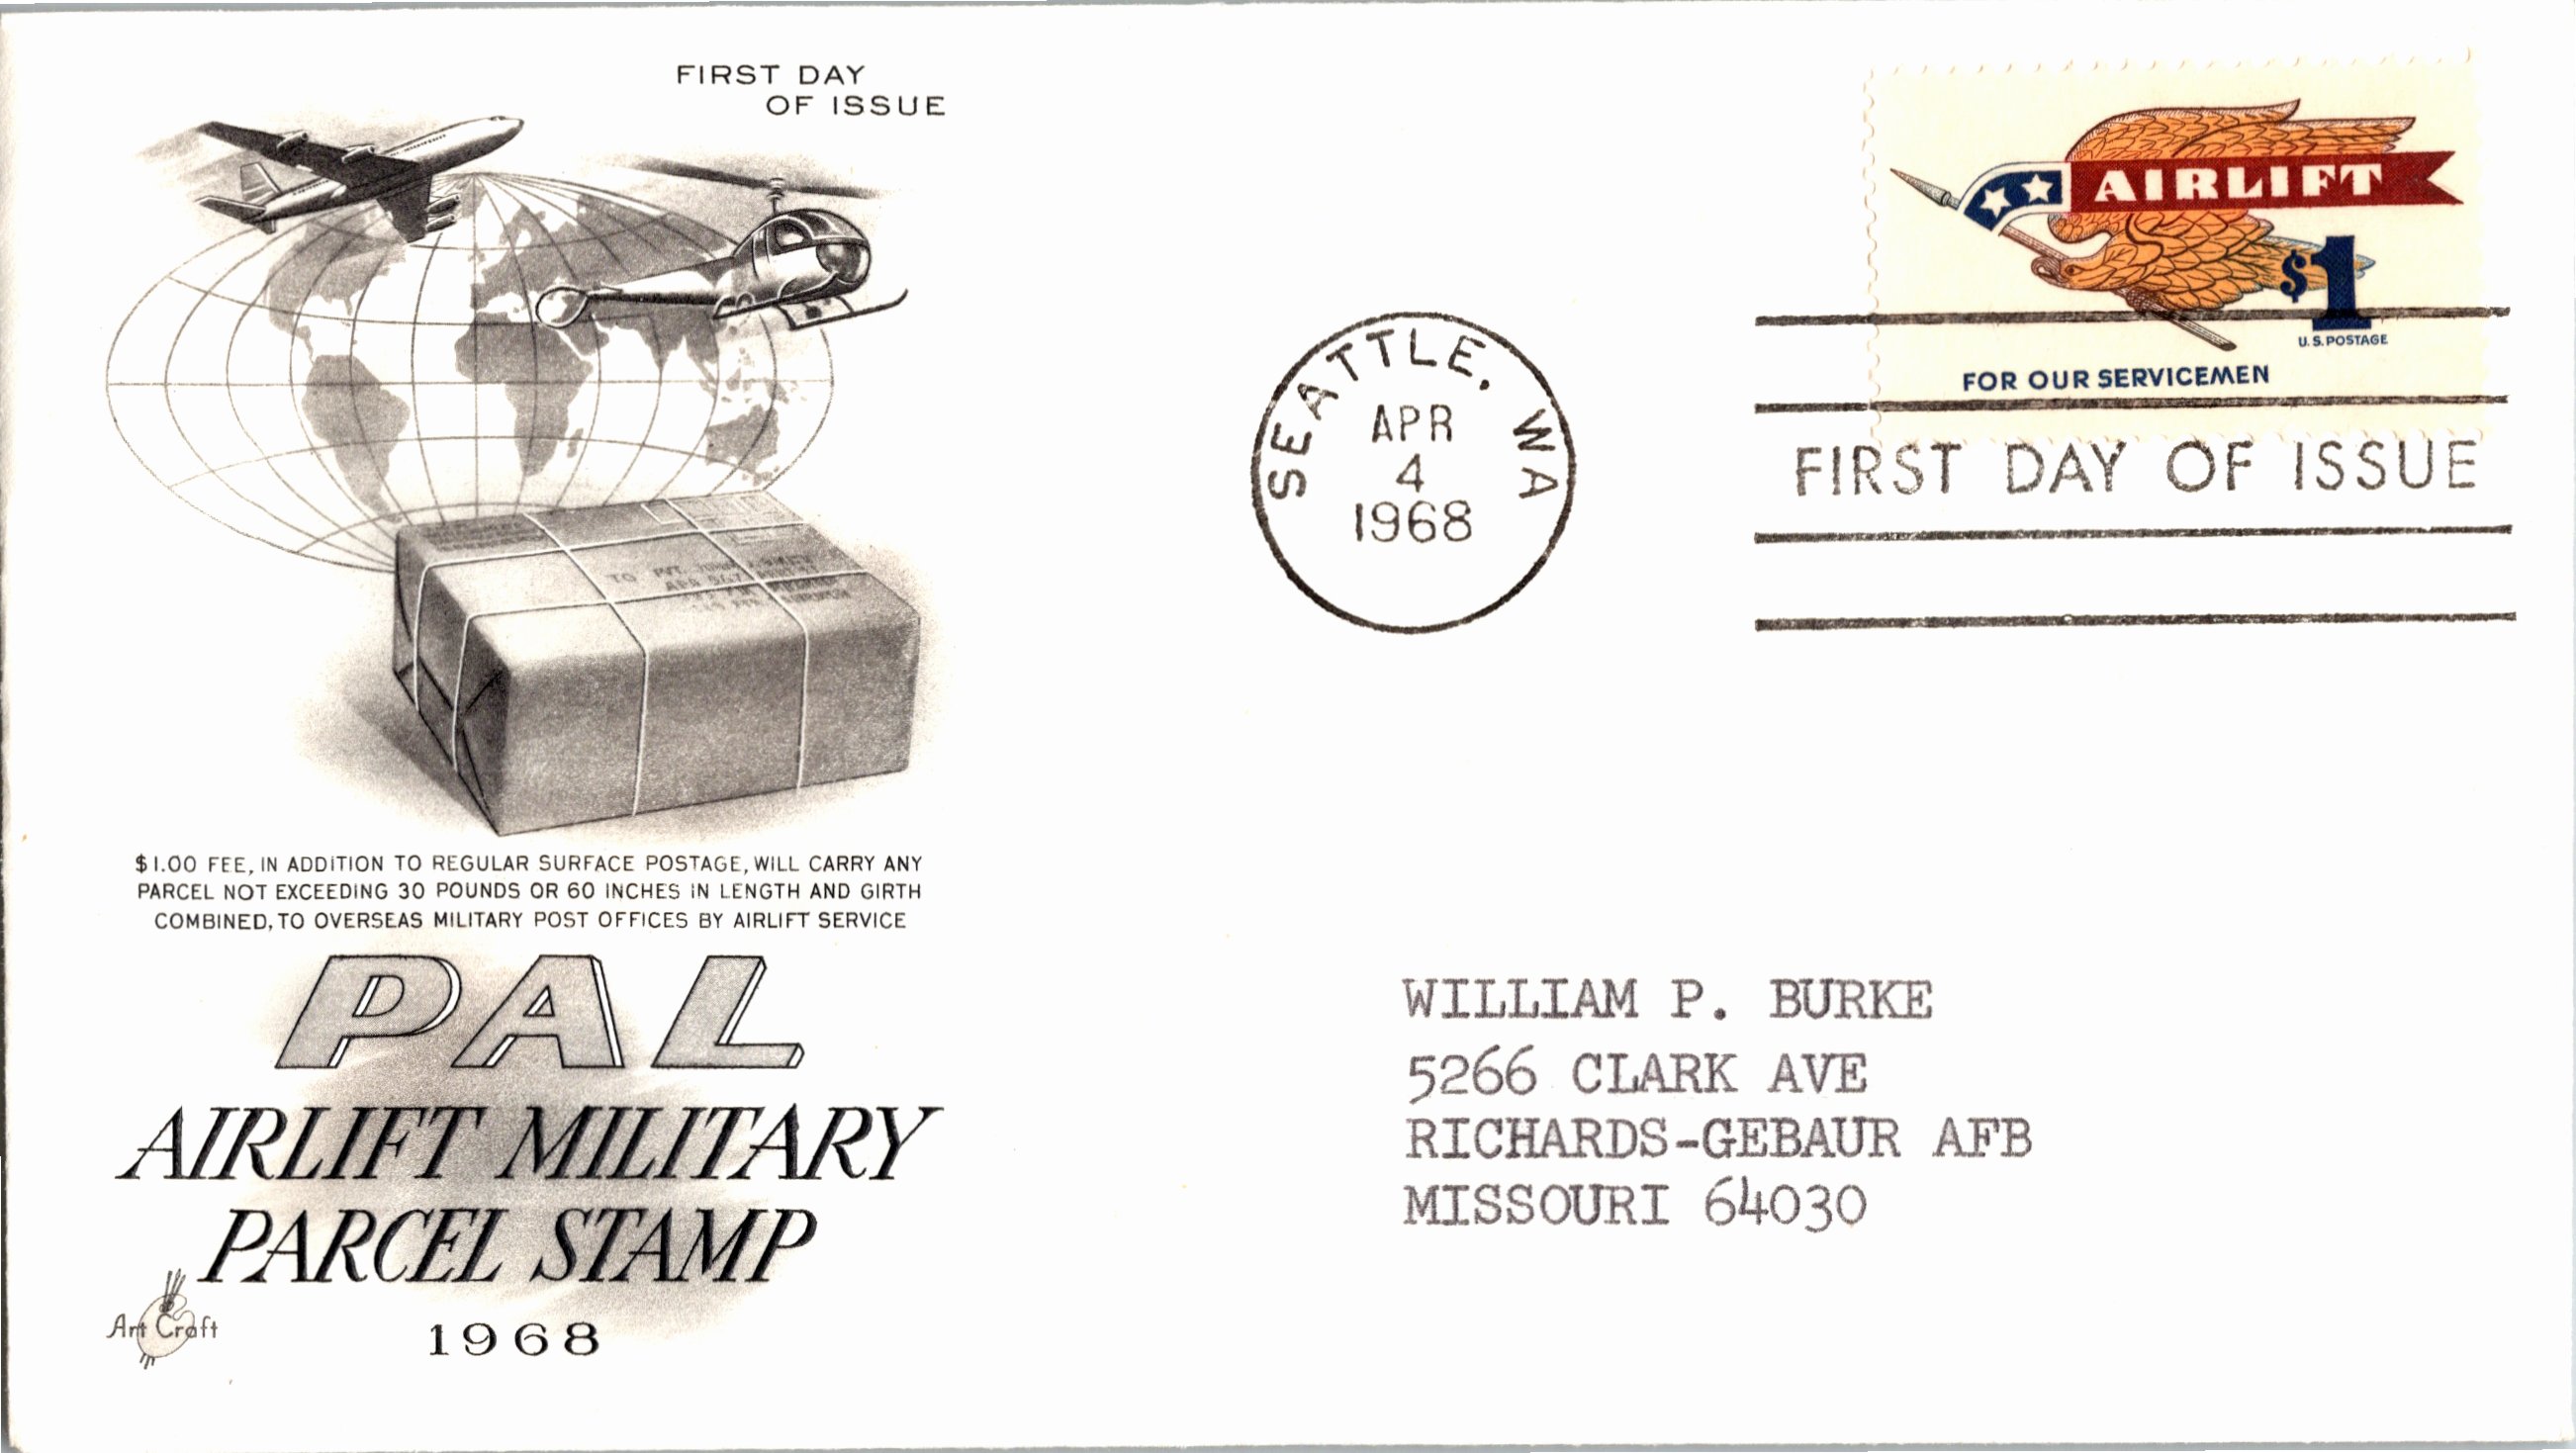 FIRST DAY
OF ISSUE
AIRLIFT
$1
U.S. POSTAGE
FOR OUR SERVICEMEN
SEATTLE, WA
APR
4
1968
FIRST DAY OF ISSUE
TO PVT.
$1.00 FEE, IN ADDITION TO REGULAR SURFACE POSTAGE, WILL CARRY ANY
PARCEL NOT EXCEEDING 30 POUNDS OR 60 INCHES IN LENGTH AND GIRTH
COMBINED, TO OVERSEAS MILITARY POST OFFICES BY AIRLIFT SERVICE
PAL
AIRLIFT MILITARY
PARCEL STAMP
1968
Art Craft
WILLIAM P. BURKE
5266 CLARK AVE
RICHARDS-GEBAUR AFB
MISSOURI 64030